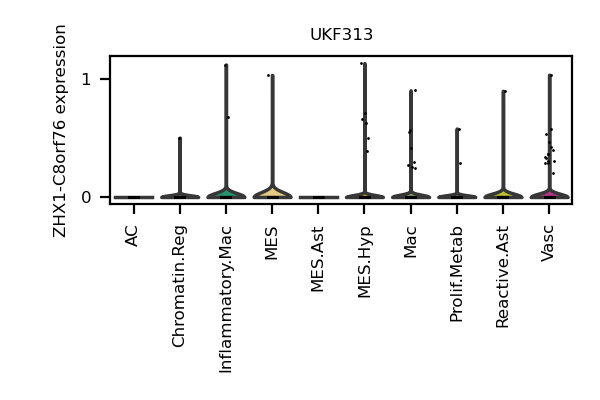 UKF313
ZHX1-C8orf76 expression
1
0
AC
Chromatin.Reg
Inflammatory.Mac
MES
MES.Ast
MES.Hyp
Mac
Prolif.Metab
Reactive.Ast
Vasc